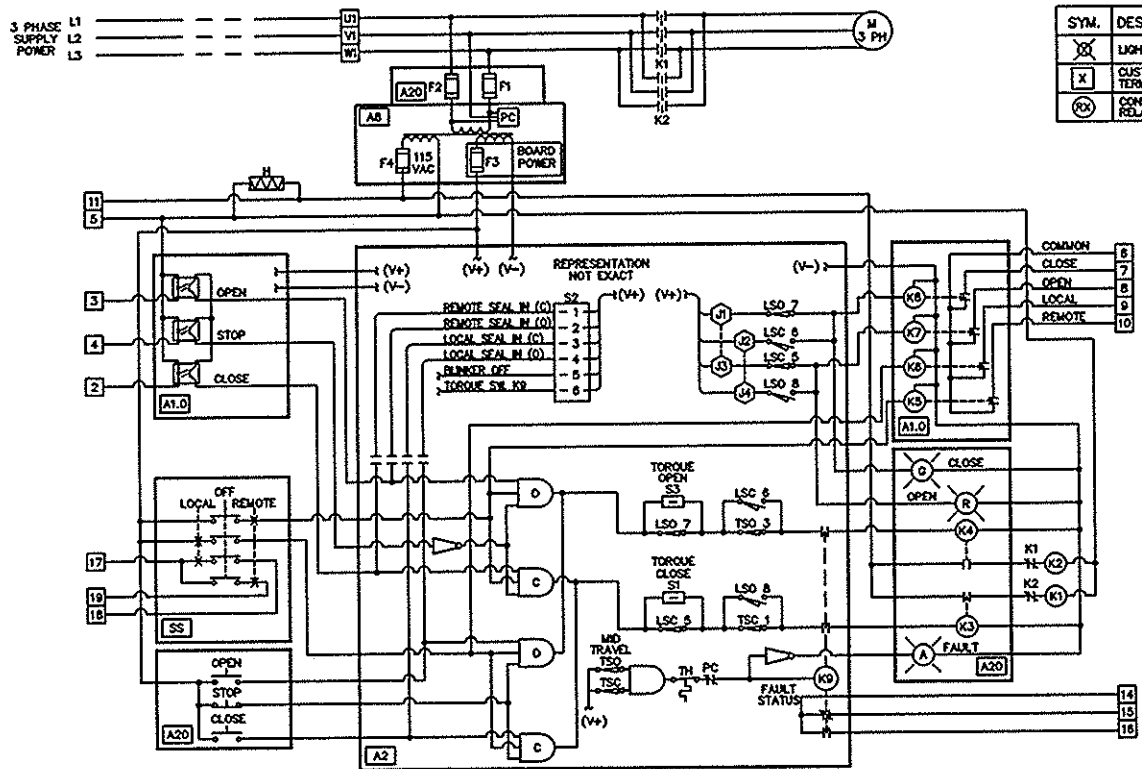 3 PHASE
SUPPLY
POWER
L1
L2
L3
U1
V1
W1
K1
K2
M
3 PH
SYM.
DES
LIGH
X
CUST
TERM
RX
CON
RELA
A20
F2
F1
A8
PC
F4
115
VAC
F3
BOARD
POWER
H
11
5
3
4
2
OPEN
STOP
CLOSE
A1.0
(V+)
(V-)
(V+)
(V-)
REPRESENTATION
NOT EXACT
S2
REMOTE SEAL IN (C)
1
REMOTE SEAL IN (O)
2
LOCAL SEAL IN (C)
3
LOCAL SEAL IN (O)
4
BLINKER OFF
5
TORQUE SW. K9
6
(V+)
(V+)
J1
LSO 7
J2
LSC 6
J3
LSC 5
J4
LSO 8
(V-)
K8
K7
K6
K5
A1.0
COMMON
6
CLOSE
7
OPEN
8
LOCAL
9
REMOTE
10
OFF
LOCAL
REMOTE
17
19
18
SS
OPEN
STOP
CLOSE
A20
O
C
O
C
TORQUE
OPEN
S3
LSO 7
LSC 6
TSO 3
TORQUE
CLOSE
S1
LSC 5
LSO 8
TSC 1
MID
TRAVEL
TSO
TSC
(V+)
TH
PC
FAULT
STATUS
K9
A2
G
CLOSE
OPEN
R
K4
K1
K2
K2
K1
K3
A
FAULT
A20
14
15
16